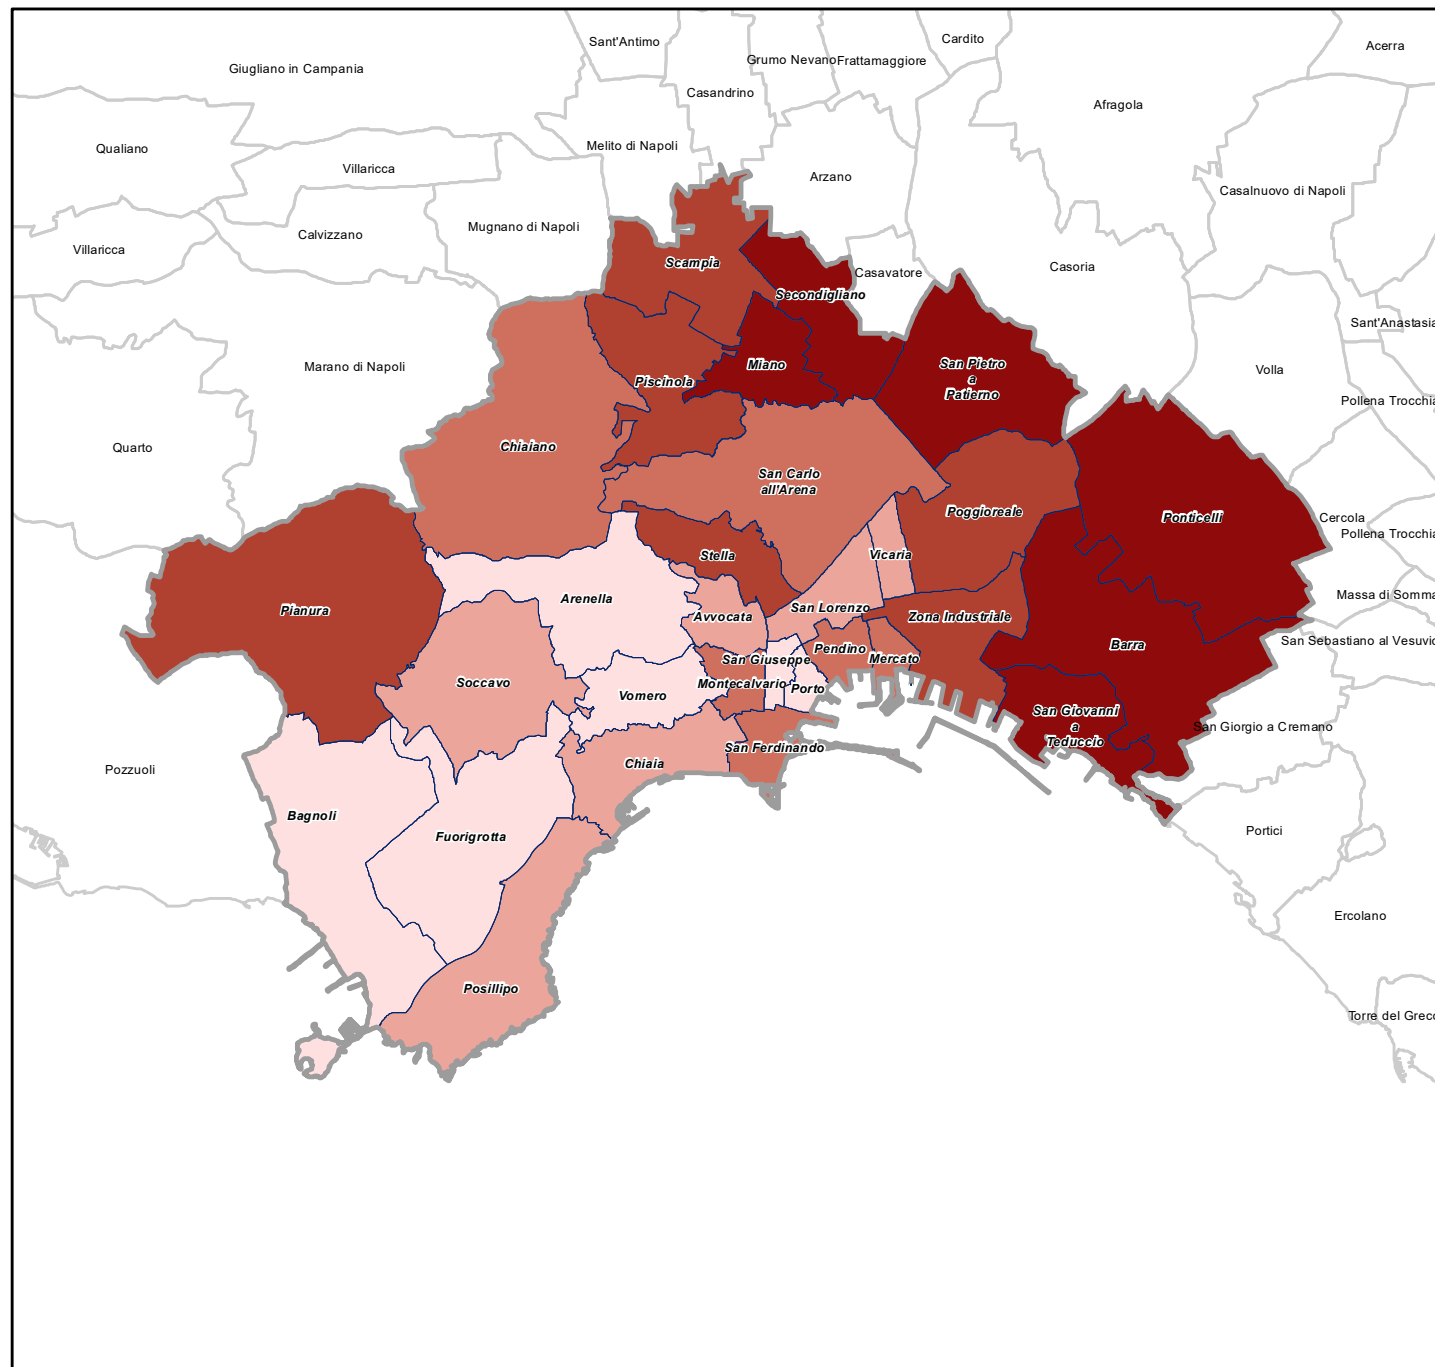 Sant'Antimo
Cardito
Acerra
Giugliano in Campania
Grumo Nevano
Frattamaggiore
Casandrino
Afragola
Qualiano
Melito di Napoli
Villaricca
Arzano
Casalnuovo di Napoli
Mugnano di Napoli
Calvizzano
Villaricca
Scampia
Casavatore
Casoria
Secondigliano
Sant'Anastasia
Marano di Napoli
Miano
San Pietro
a
Patierno
Volla
Piscinola
Pollena Trocchia
Quarto
Chiaiano
San Carlo
all'Arena
Poggioreale
Ponticelli
Cercola
Pollena Trocchia
Stella
Vicaria
Massa di Somma
Pianura
Arenella
San Lorenzo
Avvocata
Zona Industriale
Barra
San Sebastiano al Vesuvio
Pendino
San Giuseppe
Mercato
Soccavo
Montecalvario
Vomero
Porto
San Giovanni
a
Teduccio
San Giorgio a Cremano
San Ferdinando
Pozzuoli
Chiaia
Bagnoli
Fuorigrotta
Portici
Ercolano
Posillipo
Torre del Greco